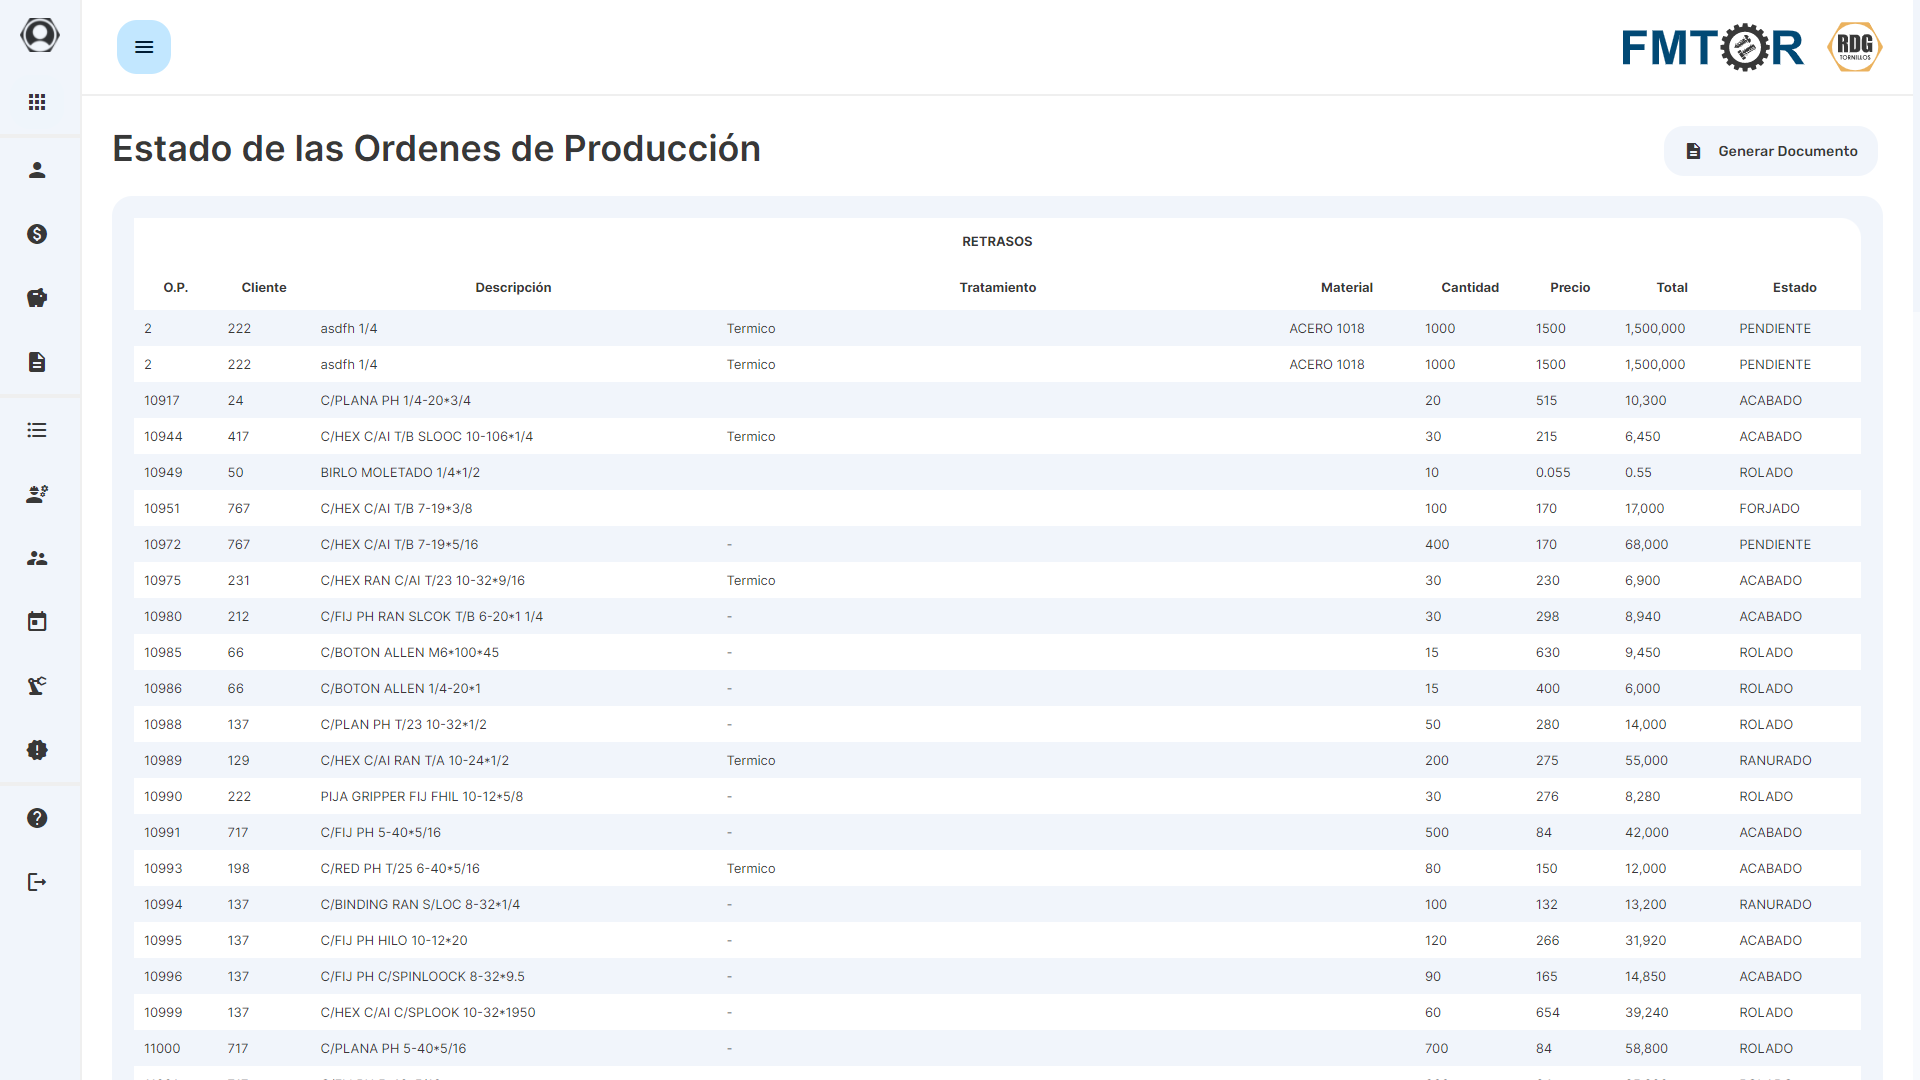 FMTOR
RDG
TORNILLOS
Estado de las Ordenes de Producción
Generar Documento
RETRASOS
O.P. Cliente Descripción Tratamiento Material Cantidad Precio Total Estado
2 222 asdfh 1/4 Termico ACERO 1018 1000 1500 1,500,000 PENDIENTE
2 222 asdfh 1/4 Termico ACERO 1018 1000 1500 1,500,000 PENDIENTE
10917 24 C/PLANA PH 1/4-20*3/4 20 515 10,300 ACABADO
10944 417 C/HEX C/AI T/B SLOOC 10-106*1/4 Termico 30 215 6,450 ACABADO
10949 50 BIRLO MOLETADO 1/4*1/2 10 0.055 0.55 ROLADO
10951 767 C/HEX C/AI T/B 7-19*3/8 100 170 17,000 FORJADO
10972 767 C/HEX C/AI T/B 7-19*5/16 - 400 170 68,000 PENDIENTE
10975 231 C/HEX RAN C/AI T/23 10-32*9/16 Termico 30 230 6,900 ACABADO
10980 212 C/FIJ PH RAN SLCOK T/B 6-20*1 1/4 - 30 298 8,940 ACABADO
10985 66 C/BOTON ALLEN M6*100*45 - 15 630 9,450 ROLADO
10986 66 C/BOTON ALLEN 1/4-20*1 - 15 400 6,000 ROLADO
10988 137 C/PLAN PH T/23 10-32*1/2 - 50 280 14,000 ROLADO
10989 129 C/HEX C/AI RAN T/A 10-24*1/2 Termico 200 275 55,000 RANURADO
10990 222 PIJA GRIPPER FIJ FHIL 10-12*5/8 - 30 276 8,280 ROLADO
10991 717 C/FIJ PH 5-40*5/16 - 500 84 42,000 ACABADO
10993 198 C/RED PH T/25 6-40*5/16 Termico 80 150 12,000 ACABADO
10994 137 C/BINDING RAN S/LOC 8-32*1/4 - 100 132 13,200 RANURADO
10995 137 C/FIJ PH HILO 10-12*20 - 120 266 31,920 ACABADO
10996 137 C/FIJ PH C/SPINLOOCK 8-32*9.5 - 90 165 14,850 ACABADO
10999 137 C/HEX C/AI C/SPLOOK 10-32*1950 - 60 654 39,240 ROLADO
11000 717 C/PLANA PH 5-40*5/16 - 700 84 58,800 ROLADO